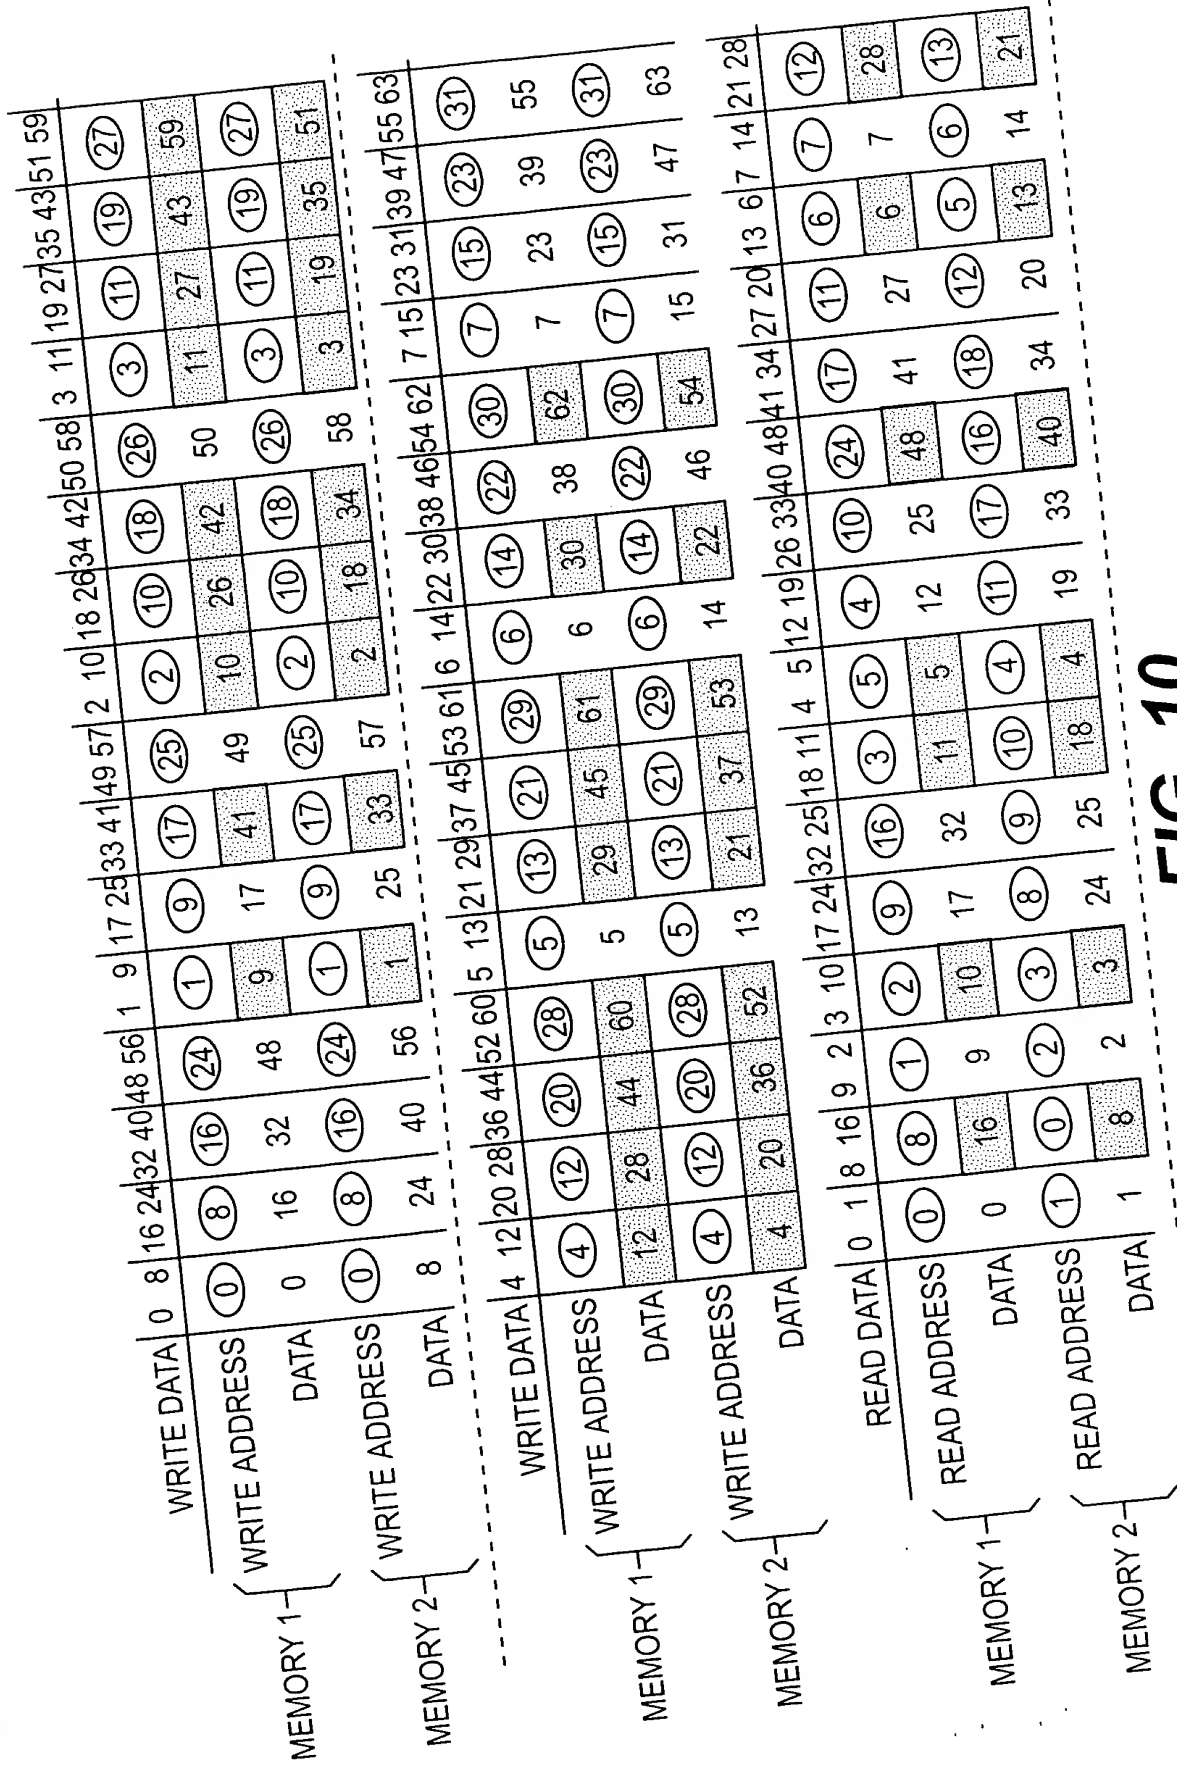 WRITE DATA 0 8 16 24 32 40 48 56 1 9 17 25 33 41 49 57 2 10 18 26 34 42 50 58 3 11 19 27 35 43 51 59
MEMORY 1 WRITE ADDRESS 0 8 16 24 1 9 17 25 2 10 18 26 3 11 19 27
DATA 0 16 32 48 9 17 41 49 10 26 42 50 11 27 43 59
MEMORY 2 WRITE ADDRESS 0 8 16 24 1 9 17 25 2 10 18 26 3 11 19 27
DATA 8 24 40 56 1 25 33 57 2 18 34 58 3 19 35 51
WRITE DATA 4 12 20 28 36 44 52 60 5 13 21 29 37 45 53 61 6 14 22 30 38 46 54 62 7 15 23 31 39 47 55 63
MEMORY 1 WRITE ADDRESS 4 12 20 28 5 13 21 29 6 14 22 30 7 15 23 31
DATA 12 28 44 60 5 29 45 61 6 30 38 62 7 23 39 55
MEMORY 2 WRITE ADDRESS 4 12 20 28 5 13 21 29 6 14 22 30 7 15 23 31
DATA 4 20 36 52 13 21 37 53 14 22 46 54 15 31 47 63
READ DATA 0 1 8 16 9 2 3 10 17 24 32 25 18 11 4 5 12 19 26 33 40 48 41 34 27 20 13 6 7 14 21 28
MEMORY 1 READ ADDRESS 0 8 1 2 9 16 3 5 4 10 24 17 11 6 7 12
DATA 0 16 9 10 17 32 11 5 12 25 48 41 27 6 7 28
MEMORY 2 READ ADDRESS 1 0 2 3 8 9 10 4 11 17 16 18 12 5 6 13
DATA 1 8 2 3 24 25 18 4 19 33 40 34 20 13 14 21
FIG. 10